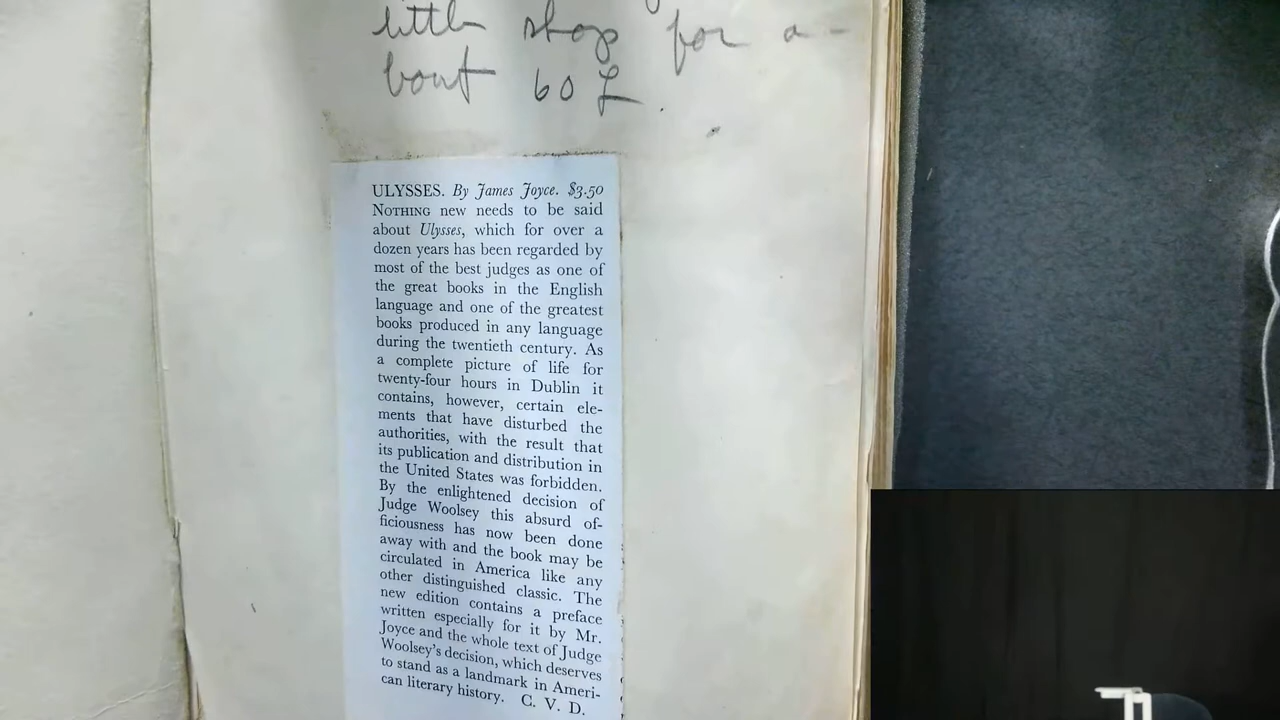 little shop for a-
bout 60 £
ULYSSES. By James Joyce. $3.50
NOTHING new needs to be said
about Ulysses, which for over a
dozen years has been regarded by
most of the best judges as one of
the great books in the English
language and one of the greatest
books produced in any language
during the twentieth century. As
a complete picture of life for
twenty-four hours in Dublin it
contains, however, certain ele-
ments that have disturbed the
authorities, with the result that
its publication and distribution in
the United States was forbidden.
By the enlightened decision of
Judge Woolsey this absurd of-
ficiousness has now been done
away with and the book may be
circulated in America like any
other distinguished classic. The
new edition contains a preface
written especially for it by Mr.
Joyce and the whole text of Judge
Woolsey's decision, which deserves
to stand as a landmark in Ameri-
can literary history. C. V. D.